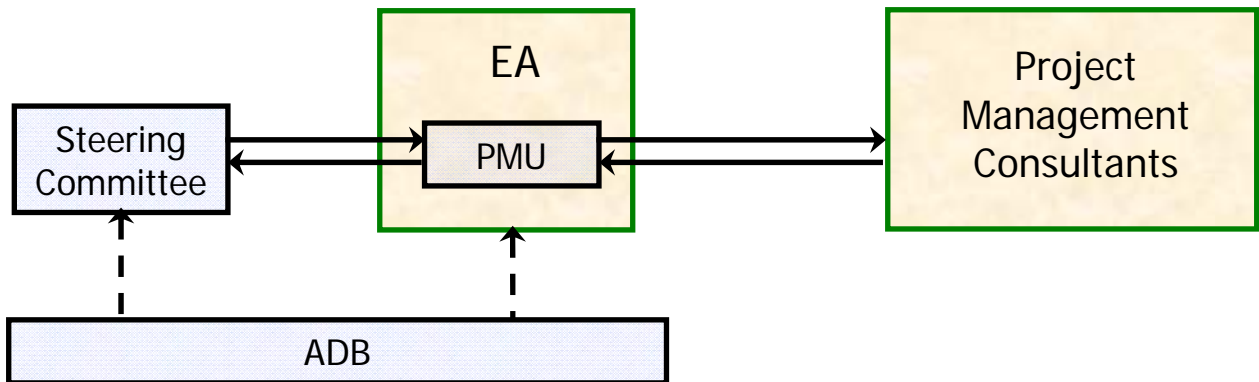 EA
Project
Management
Consultants
Steering
Committee
PMU
ADB